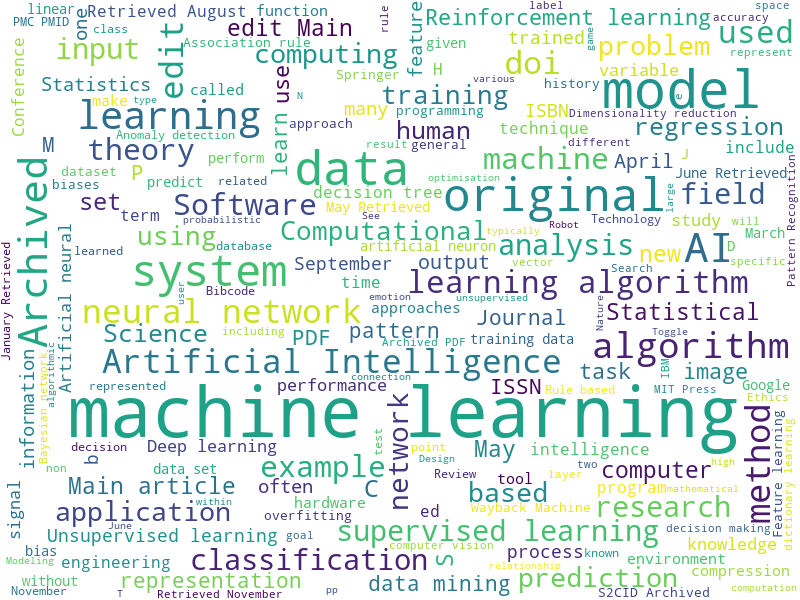 linear
PMC PMID
class
one
Retrieved August
function
edit
edit Main
Association rule
rule
feature
Reinforcement learning
label
accuracy
space
used
represent
input
computing
given
trained
game
problem
doi
variable
Conference
Statistics
called
use
Springer
H
model
make
type
learning
training
many
programming
various
history
ISBN
Dimensionality reduction
e
Anomaly detection
N
approach
human
technique
regression
M
theory
learn
result
general
different
include
dataset
P
perform
data
machine
April
J
June Retrieved
biases
predict
related
decision tree
optimisation
original
large
field
Pattern Recognition
set
term
Software
May Retrieved
See
typically
Robot
Technology
study
will
March
probabilistic
Archived
using
database
Computational
artificial neuron
analysis
new
AI
D
specific
learned
January Retrieved
system
September
output
vector
Search
time
user
Bibcode
emotion
approaches
unsupervised
learning algorithm
Artificial neural
neural network
Nature
Statistical
including
Science
PDF
pattern
Journal
Toggle
Archived PDF
training data
algorithm
information
Bayesian network
algorithmic
Artificial Intelligence
connection
task
IBM
image
represented
performance
ISSN
Rule based
MIT Press
Google
Ethics
machine learning
decision
Deep learning
test
network
point
May
intelligence
method
non
b
data set
example
Design
Review
tool
layer
two
computer
high
Feature learning
dictionary learning
signal
Main article
often
C
based
program
mathematical
within
hardware
application
overfitting
ed
Wayback Machine
research
June
Unsupervised learning
goal
supervised learning
decision making
bias
computer vision
process
known
knowledge
Modeling
engineering
classification
S
relationship
environment
without
representation
data mining
prediction
compression
November
T
Retrieved November
pp
S2CID Archived
computation